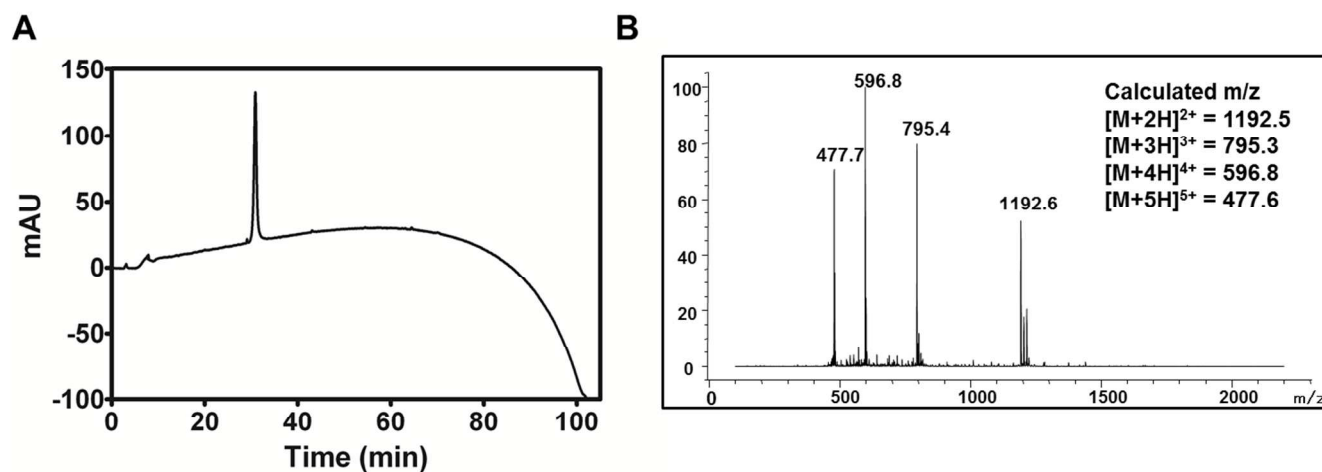 A
B
mAU
150
100
50
0
-50
-100
0
20
40
60
80
100
Time (min)
100
80
60
40
20
0
477.7
596.8
795.4
1192.6
Calculated m/z
[M+2H]²⁺ = 1192.5
[M+3H]³⁺ = 795.3
[M+4H]⁴⁺ = 596.8
[M+5H]⁵⁺ = 477.6
0
500
1000
1500
2000
m/z